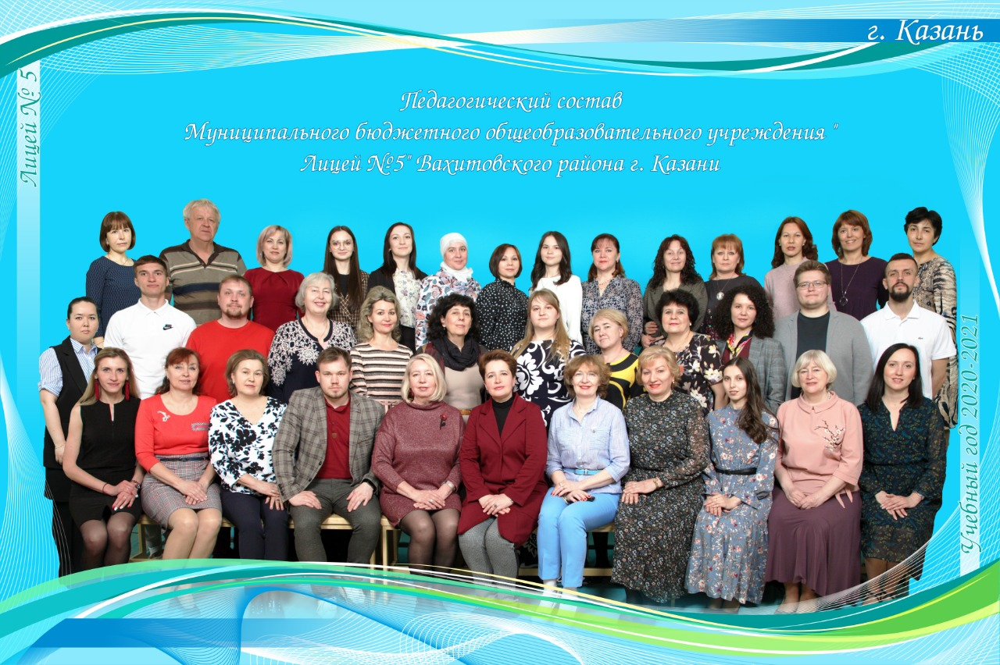 г. Казань
Лицей № 5
Педагогический состав
Муниципального бюджетного общеобразовательного учреждения "
Лицей №5" Вахитовского района г. Казани
Учебный год 2020-2021